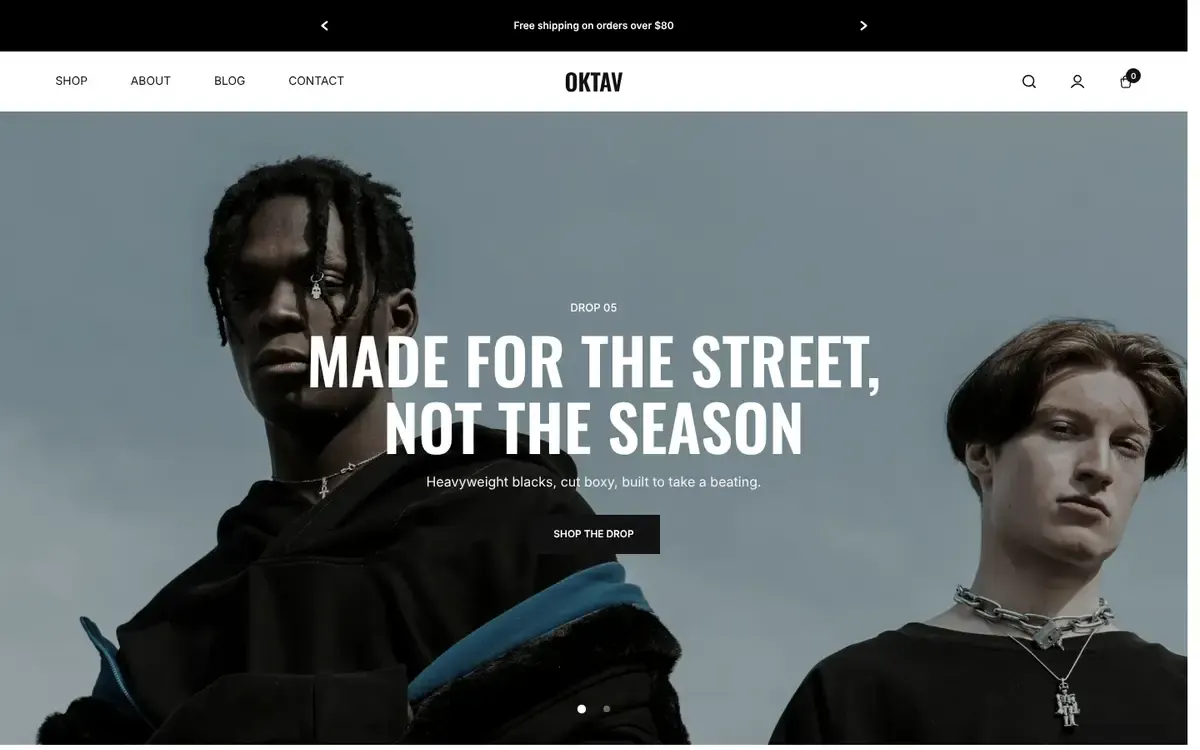 Free shipping on orders over $80
SHOP ABOUT BLOG CONTACT OKTAV 0
DROP 05
MADE FOR THE STREET,
NOT THE SEASON
Heavyweight blacks, cut boxy, built to take a beating.
SHOP THE DROP